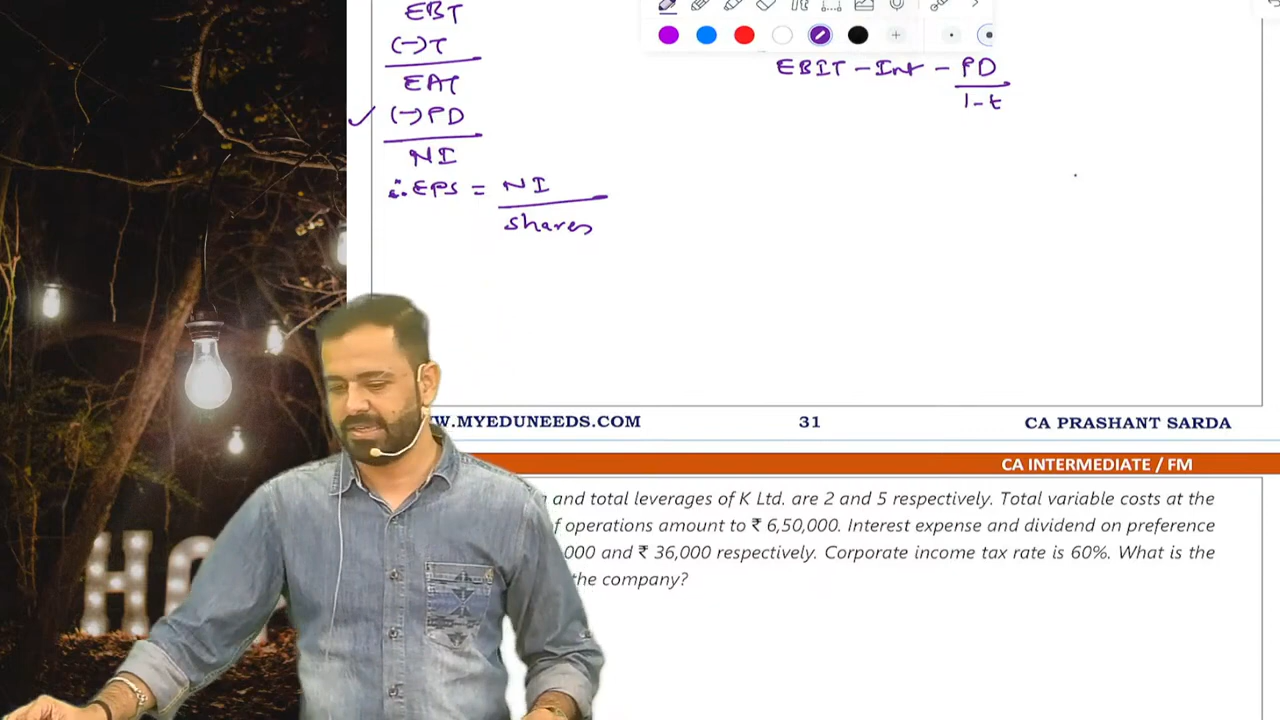 EBT
(-) T
EAT
✓ (-) PD
NI
∴ EPS = NI
shares
EBIT - Int - PD
1-t
W.MYEDUNEEDS.COM 31 CA PRASHANT SARDA
CA INTERMEDIATE / FM
and total leverages of K Ltd. are 2 and 5 respectively. Total variable costs at the
f operations amount to ₹ 6,50,000. Interest expense and dividend on preference
000 and ₹ 36,000 respectively. Corporate income tax rate is 60%. What is the
the company?